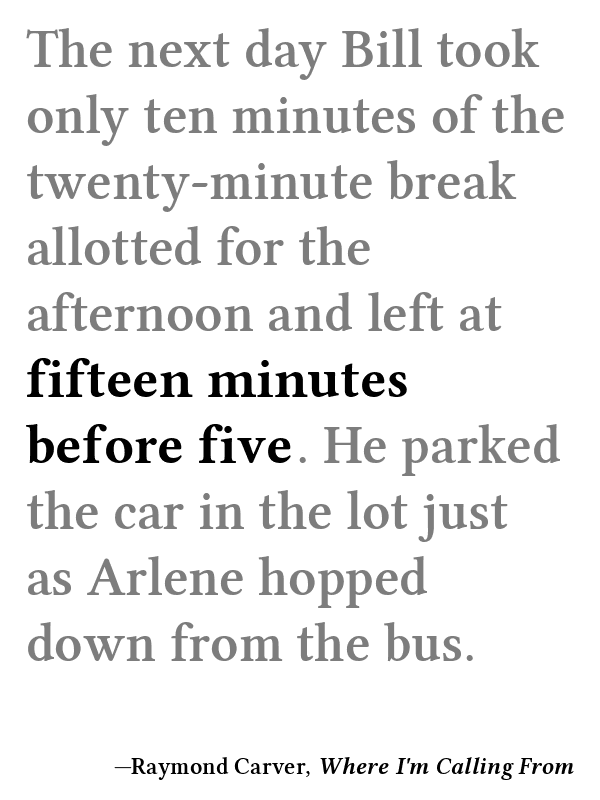 The next day Bill took
only ten minutes of the
twenty-minute break
allotted for the
afternoon and left at
fifteen minutes
before five. He parked
the car in the lot just
as Arlene hopped
down from the bus.
—Raymond Carver, Where I'm Calling From